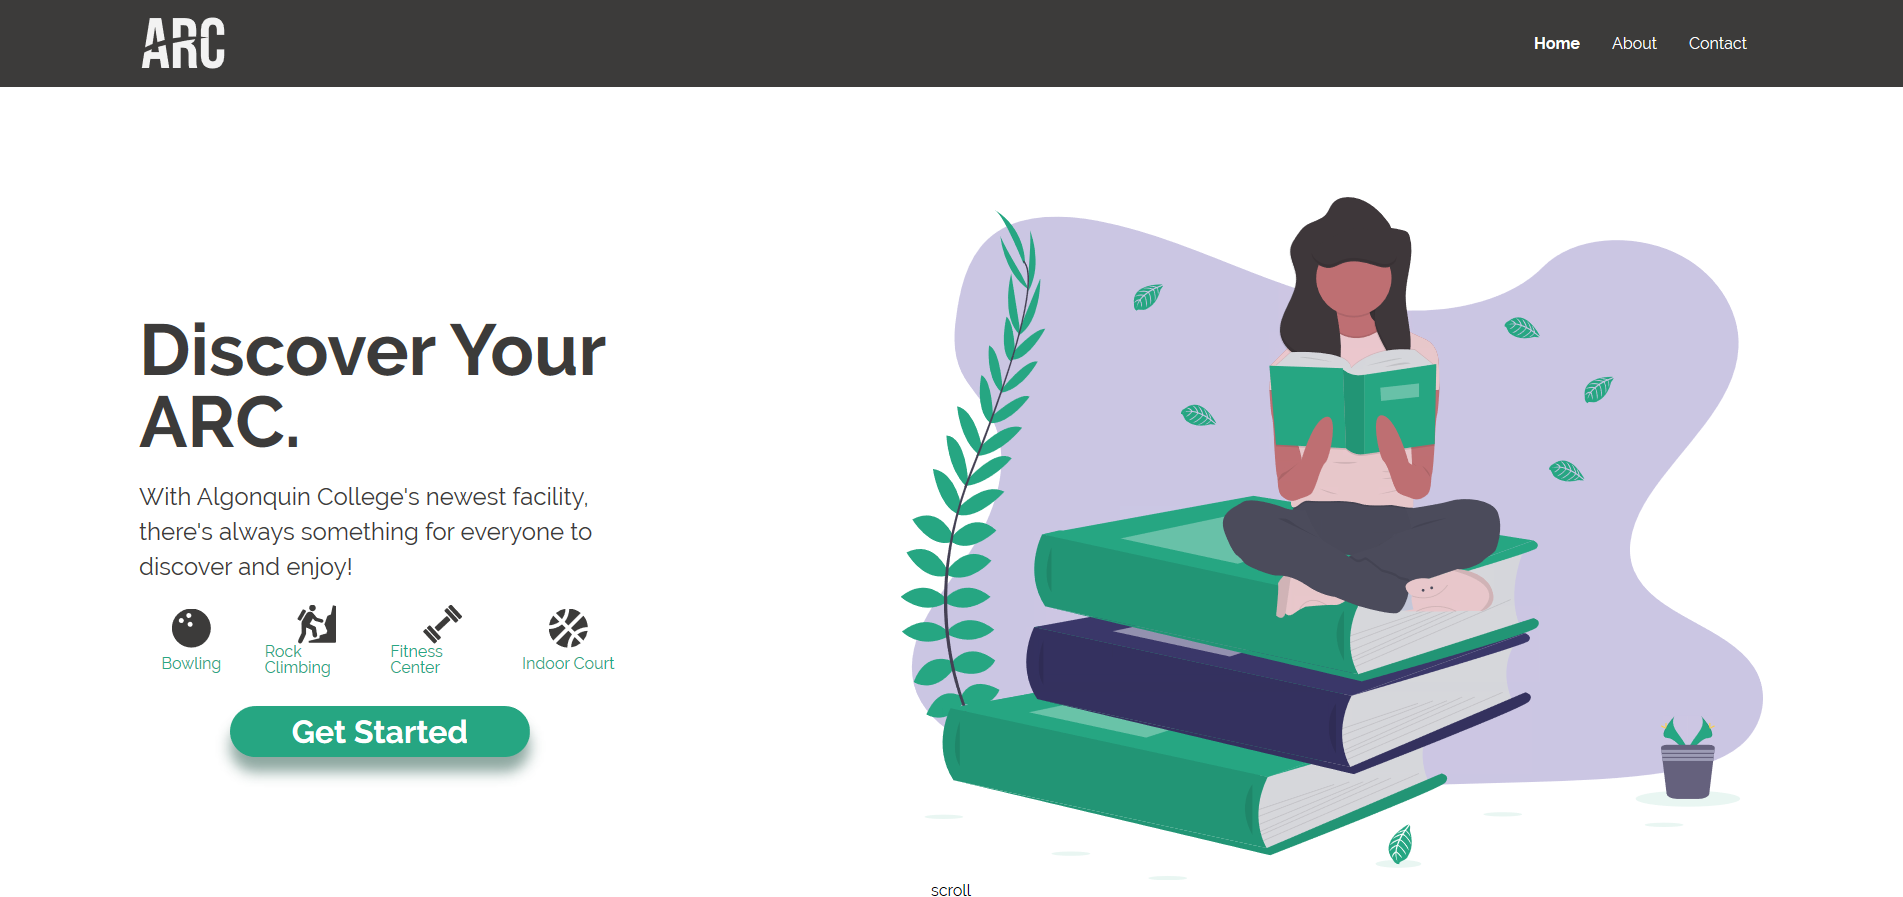 ARC
Home About Contact
Discover Your
ARC.
With Algonquin College's newest facility,
there's always something for everyone to
discover and enjoy!
Bowling
Rock
Climbing
Fitness
Center
Indoor Court
Get Started
scroll